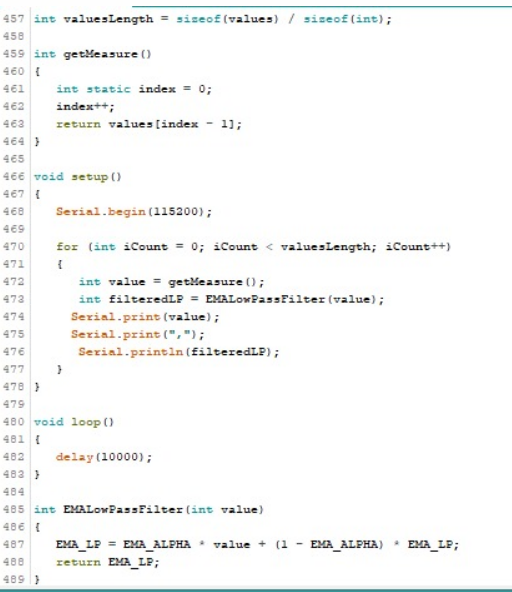 457 int valuesLength = sizeof(values) / sizeof(int);
458
459 int getMeasure()
460 {
461 int static index = 0;
462 index++;
463 return values[index - 1];
464 }
465
466 void setup()
467 {
468 Serial.begin(115200);
469
470 for (int iCount = 0; iCount < valuesLength; iCount++)
471 {
472 int value = getMeasure();
473 int filteredLP = EMALowPassFilter(value);
474 Serial.print(value);
475 Serial.print(",");
476 Serial.println(filteredLP);
477 }
478 }
479
480 void loop()
481 {
482 delay(10000);
483 }
484
485 int EMALowPassFilter(int value)
486 {
487 EMA_LP = EMA_ALPHA * value + (1 - EMA_ALPHA) * EMA_LP;
488 return EMA_LP;
489 }